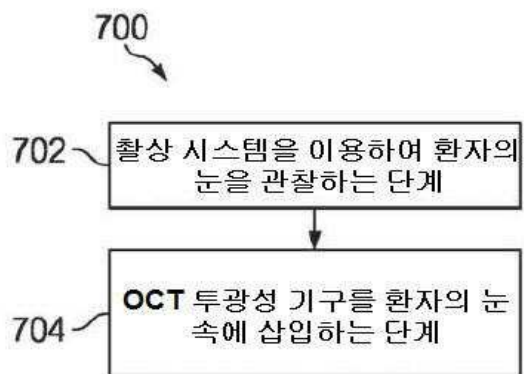 700
702 촬상 시스템을 이용하여 환자의
눈을 관찰하는 단계
OCT 투광성 기구를 환자의 눈
704 속에 삽입하는 단계